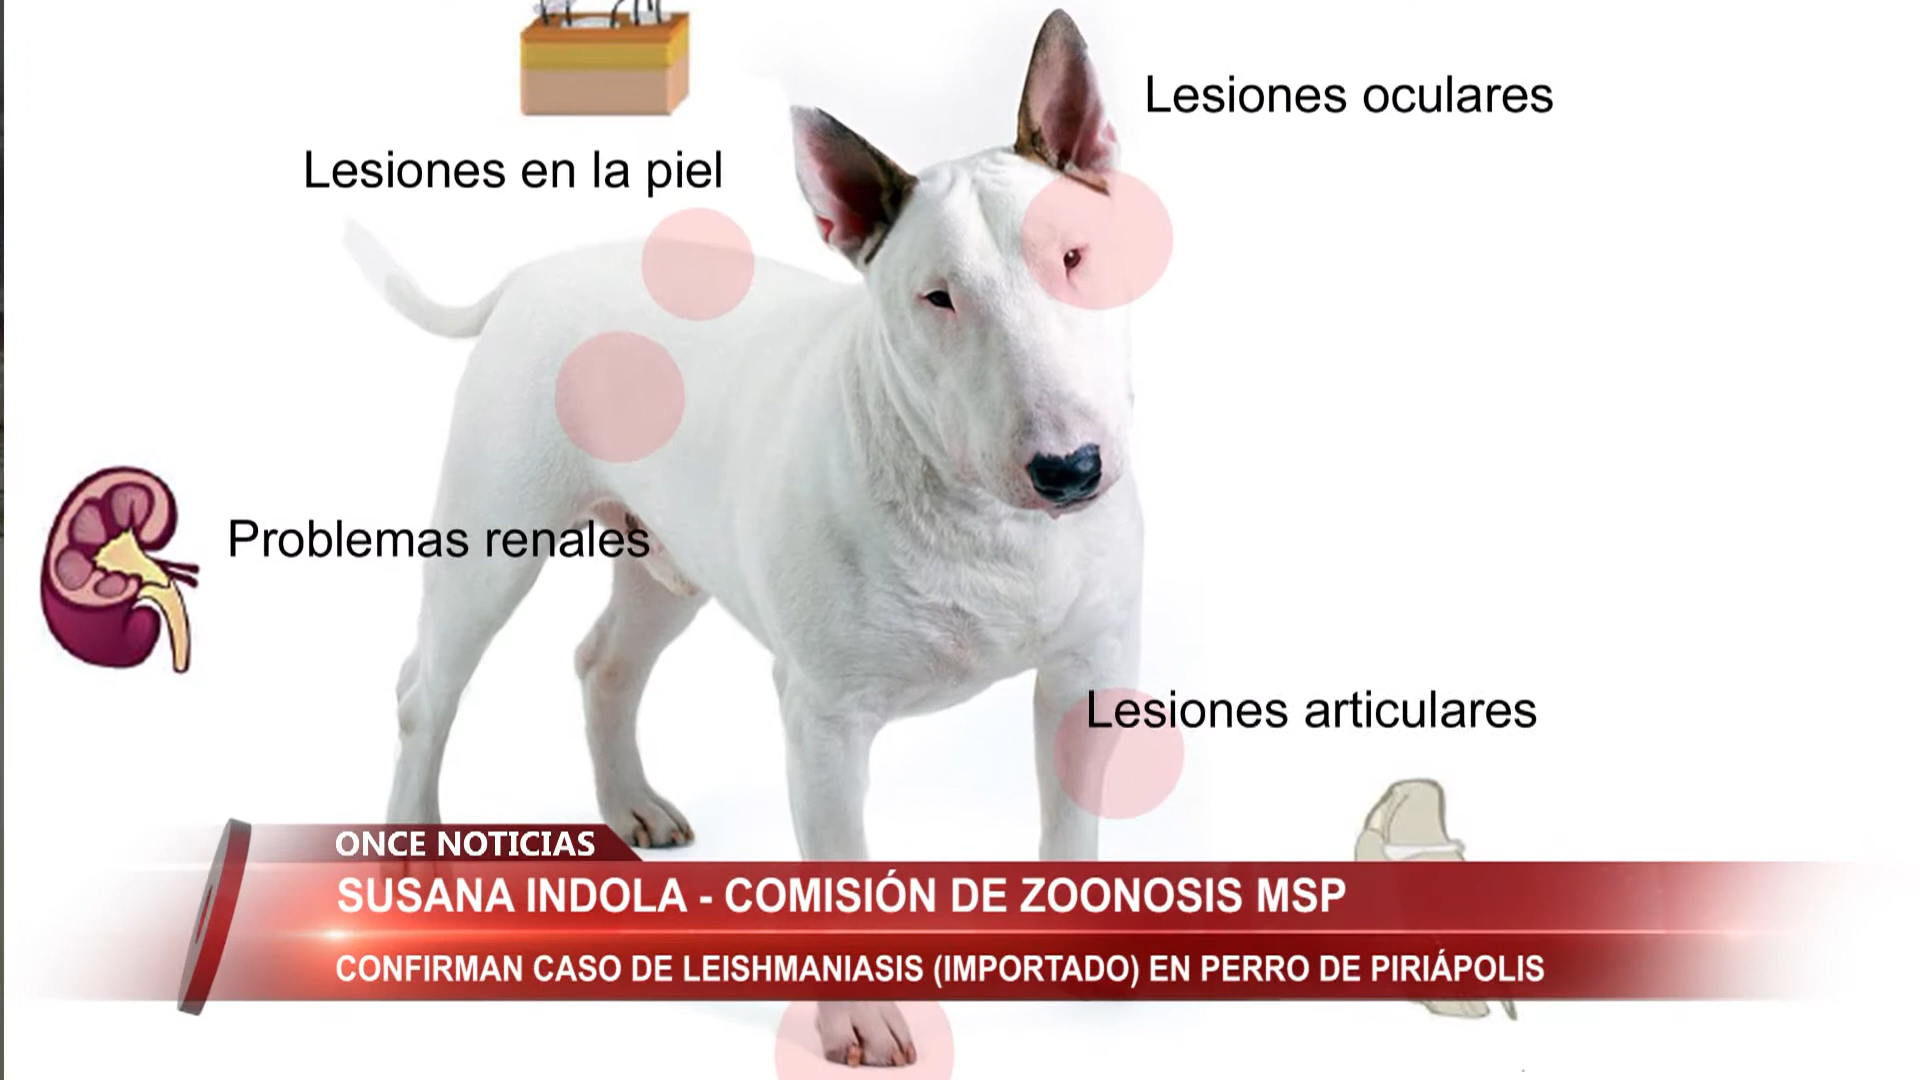 Lesiones oculares
Lesiones en la piel
Problemas renales
Lesiones articulares
ONCE NOTICIAS
SUSANA INDOLA - COMISIÓN DE ZOONOSIS MSP
CONFIRMAN CASO DE LEISHMANIASIS (IMPORTADO) EN PERRO DE PIRIÁPOLIS